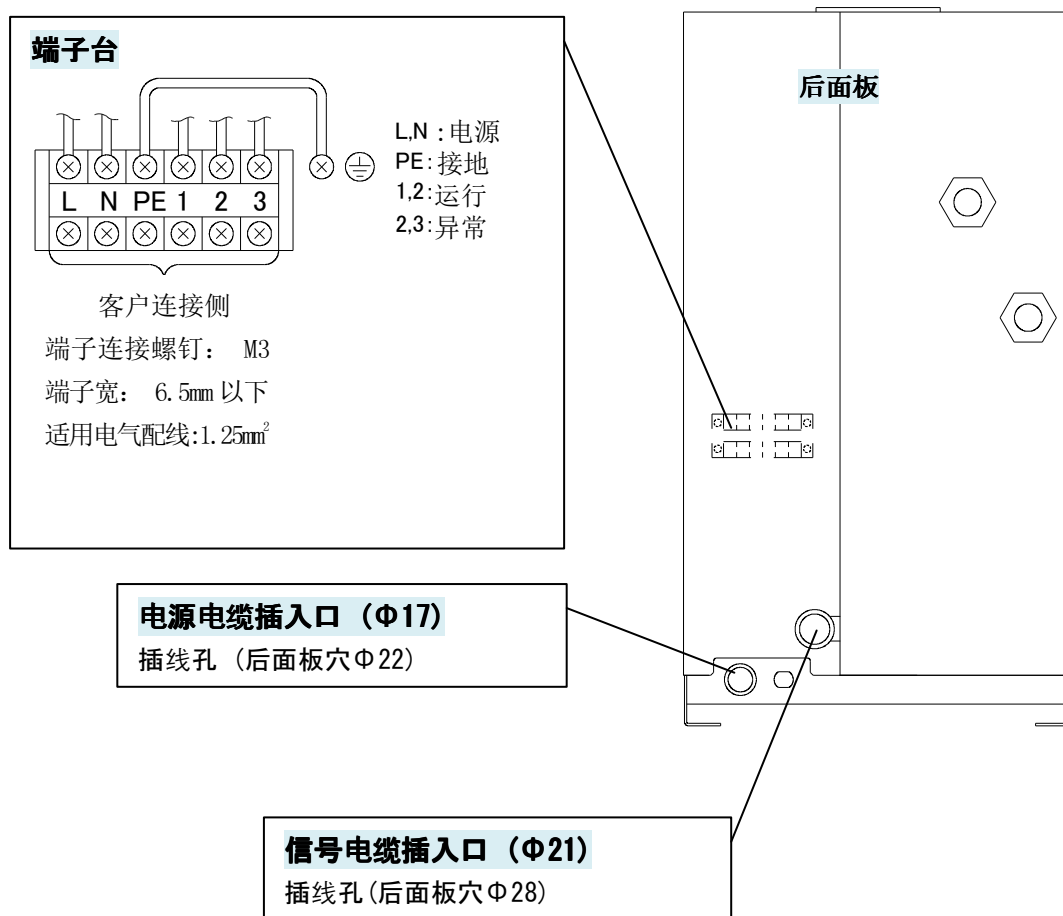 端子台
后面板
L,N：电源
PE：接地
1,2：运行
2,3：异常
L N PE 1 2 3
客户连接侧
端子连接螺钉： M3
端子宽： 6.5mm 以下
适用电气配线:1.25mm²
电源电缆插入口（Φ17）
插线孔（后面板穴Φ22）
信号电缆插入口（Φ21）
插线孔（后面板穴Φ28）